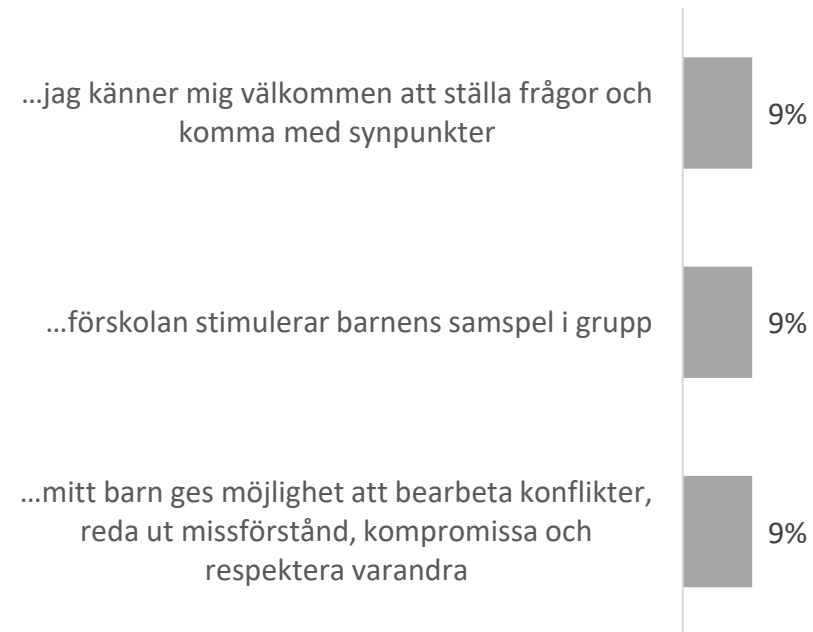 ...jag känner mig välkommen att ställa frågor och
komma med synpunkter
9%
...förskolan stimulerar barnens samspel i grupp
9%
...mitt barn ges möjlighet att bearbeta konflikter,
reda ut missförstånd, kompromissa och
respektera varandra
9%